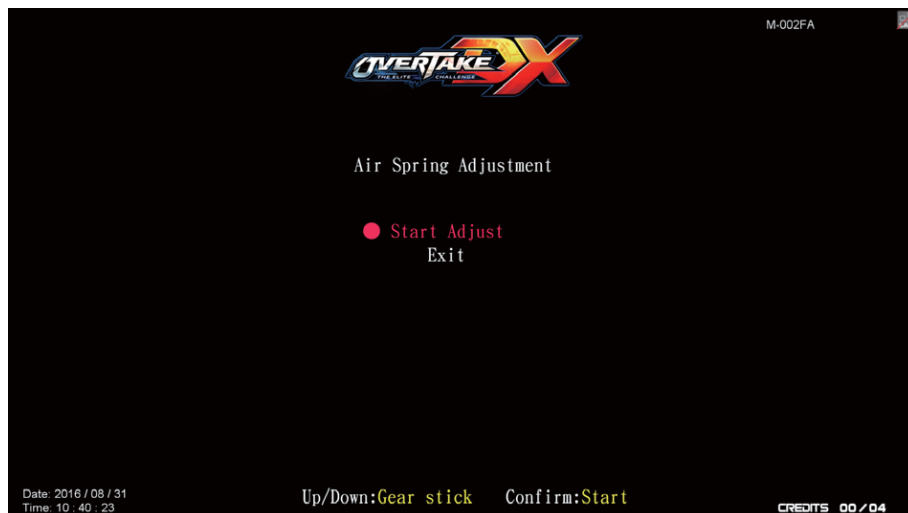 M-002FA
OVERTAKE DX
THE ELITE CHALLENGE
Air Spring Adjustment
Start Adjust
Exit
Up/Down:Gear stick Confirm:Start
Date: 2016 / 08 / 31
Time: 10 : 40 : 23
CREDITS 00/04